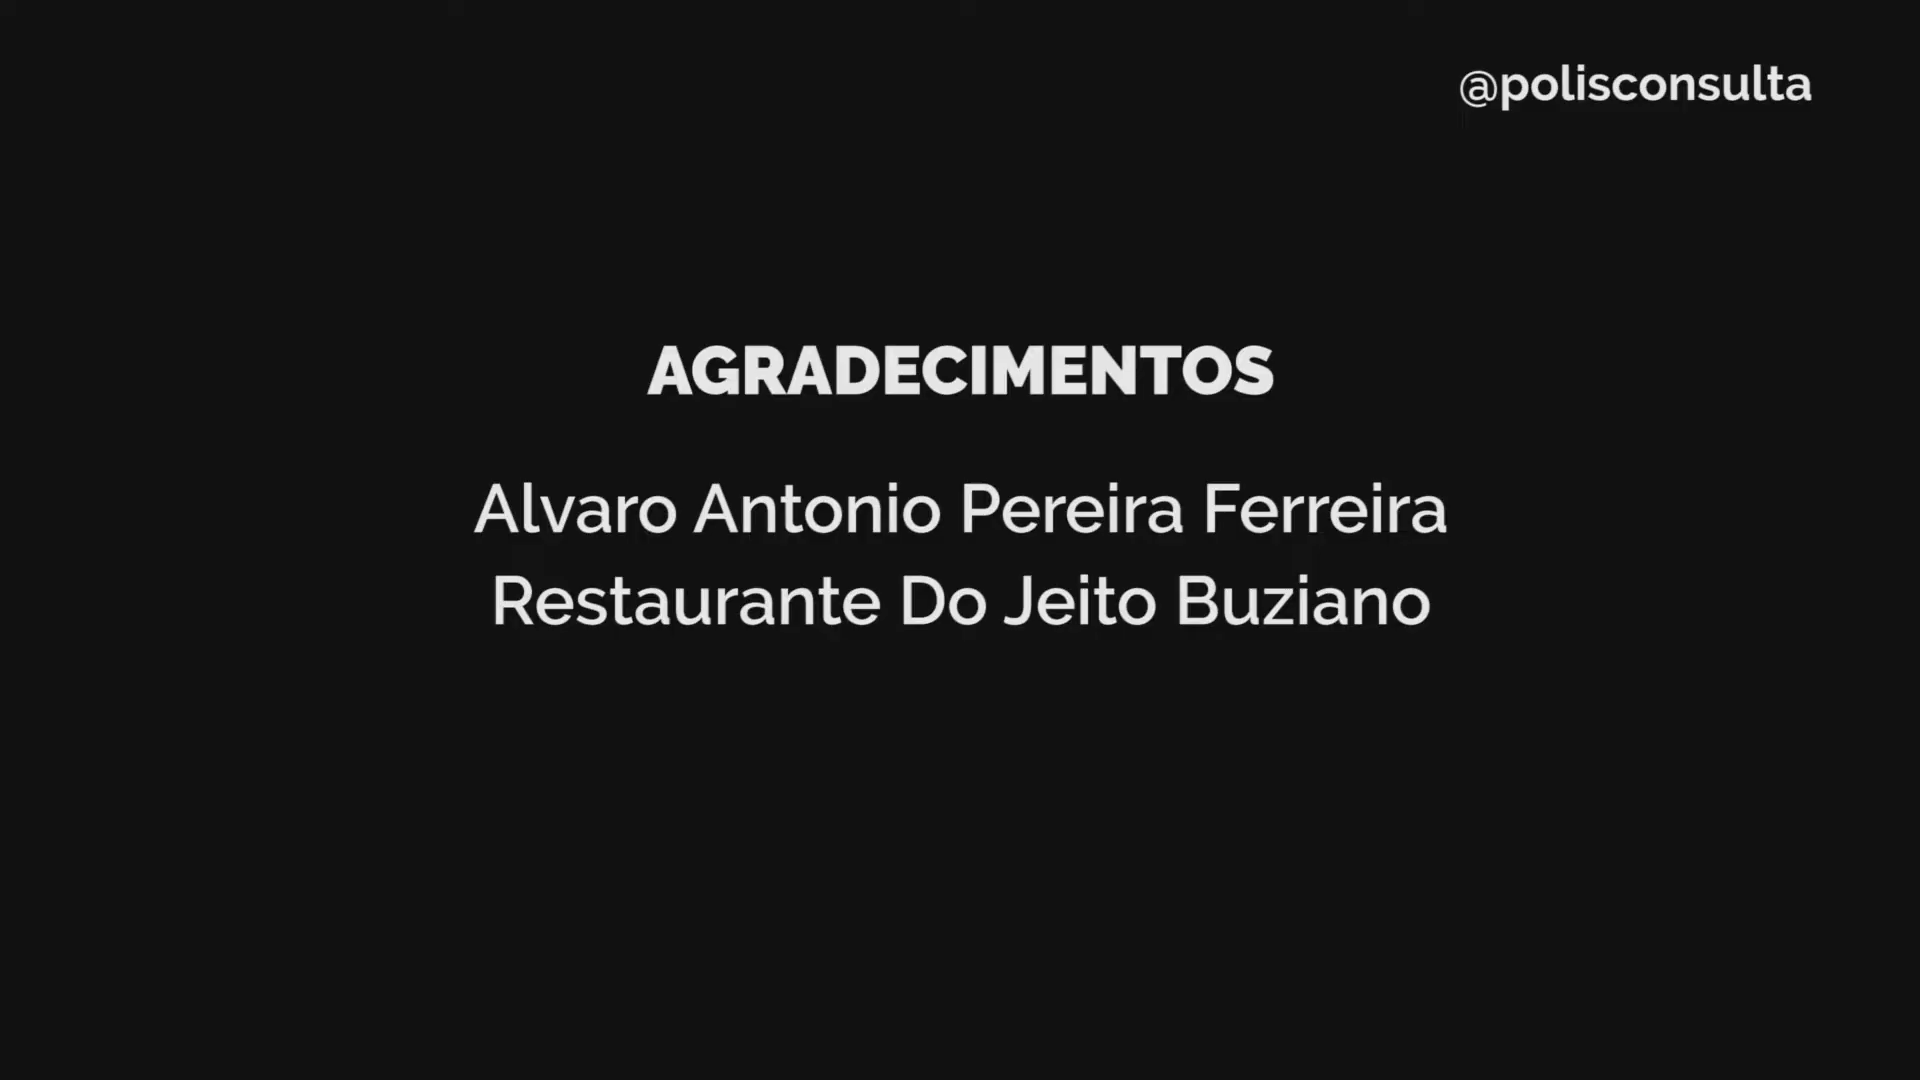 @polisconsulta
AGRADECIMENTOS
Alvaro Antonio Pereira Ferreira
Restaurante Do Jeito Buziano